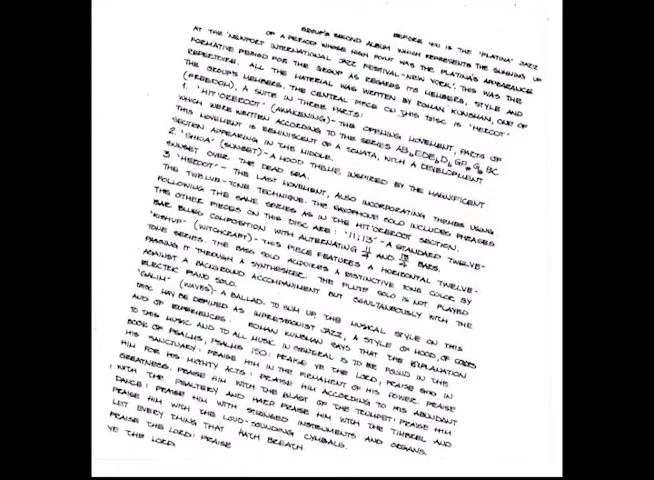 GROUP'S SECOND ALBUM WHICH REPRESENTS THE SUMMING UP
BEFORE YOU IS THE "PLATINA" JAZZ
OF A PERIOD WHOSE HIGH POINT WAS THE PLATINA'S APPEARANCE
AT THE "NEWPORT INTERNATIONAL JAZZ FESTIVAL - NEW YORK". THIS WAS THE
FORMATIVE PERIOD FOR THE GROUP AS REGARDS ITS MEMBERS, STYLE AND
REPERTOIRE. ALL THE MATERIAL WAS WRITTEN BY ROMAN KUNSMAN, ONE OF
THE GROUP'S MEMBERS. THE CENTRAL PIECE ON THIS DISC IS "HEROOT"
(FREEDOM), A SUITE IN THREE PARTS:
1. "HIT'OREROOT" (AWAKENING) - THE OPENING MOVEMENT, PARTS OF
WHICH WERE WRITTEN ACCORDING TO THE SERIES
THIS MOVEMENT IS REMINISCENT OF A SONATA, WITH A DEVELOPMENT
SECTION APPEARING IN THE MIDDLE.
2. "SHKIA" (SUNSET) - A MOOD THEME INSPIRED BY THE MAGNIFICENT
SUNSET OVER THE DEAD SEA.
3. "HEROOT" - THE LAST MOVEMENT, ALSO INCORPORATING THEMES USING
THE TWELVE-TONE TECHNIQUE. THE SAXOPHONE SOLO INCLUDES PHRASES
FOLLOWING THE SAME SERIES AS IN THE HIT'OREROOT SECTION.
THE OTHER PIECES ON THIS DISC ARE: "11;13" - A STANDARD TWELVE-
BAR BLUES COMPOSITION WITH ALTERNATING 11/4 AND 13/4 BARS.
"KISHUF" (WITCHCRAFT) - THIS PIECE FEATURES A HORIZONTAL TWELVE-
TONE SERIES. THE BASS SOLO ACQUIRES A DISTINCTIVE TONE COLOR BY
PASSING IT THROUGH A SYNTHESIZER. THE FLUTE SOLO IS NOT PLAYED
AGAINST A BACKGROUND ACCOMPANIMENT BUT SIMULTANEOUSLY WITH THE
ELECTRIC PIANO SOLO.
"GALIM" (WAVES) - A BALLAD. TO SUM UP, THE MUSICAL STYLE ON THIS
DISC MAY BE DEFINED AS IMPRESSIONIST JAZZ, A STYLE OF MOOD, OF
AND OF EXPERIENCES. ROMAN KUNSMAN SAYS THAT THE EXPLANATION
TO THIS MUSIC AND TO ALL MUSIC IN GENERAL IS TO BE FOUND IN THE
BOOK OF PSALMS, PSALMS 150: PRAISE YE THE LORD, PRAISE GOD IN
HIS SANCTUARY: PRAISE HIM IN THE FIRMAMENT OF HIS POWER. PRAISE
HIM FOR HIS MIGHTY ACTS: PRAISE HIM ACCORDING TO HIS ABUNDANT
GREATNESS. PRAISE HIM WITH THE BLAST OF THE TRUMPET: PRAISE HIM
WITH THE PSALTERY AND HARP. PRAISE HIM WITH THE TIMBREL AND
DANCE: PRAISE HIM WITH STRINGED INSTRUMENTS AND ORGANS.
PRAISE HIM WITH THE LOUD-SOUNDING CYMBALS.
LET EVERY THING THAT HATH BREATH
PRAISE THE LORD: PRAISE
YE THE LORD: